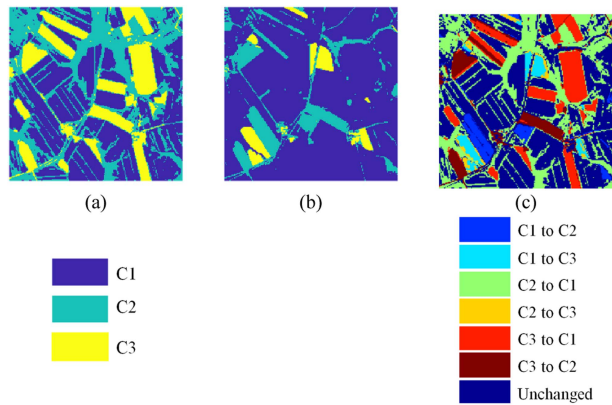 (a)
(b)
(c)
C1
C2
C3
C1 to C2
C1 to C3
C2 to C1
C2 to C3
C3 to C1
C3 to C2
Unchanged